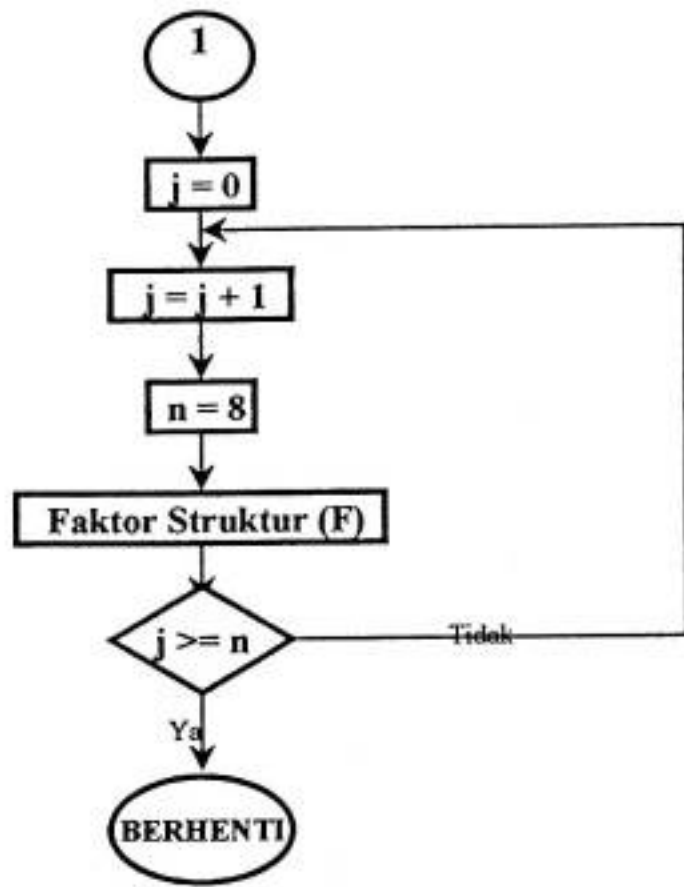 1
j = 0
j = j + 1
n = 8
Faktor Struktur (F)
j >= n
Tidak
Ya
BERHENTI